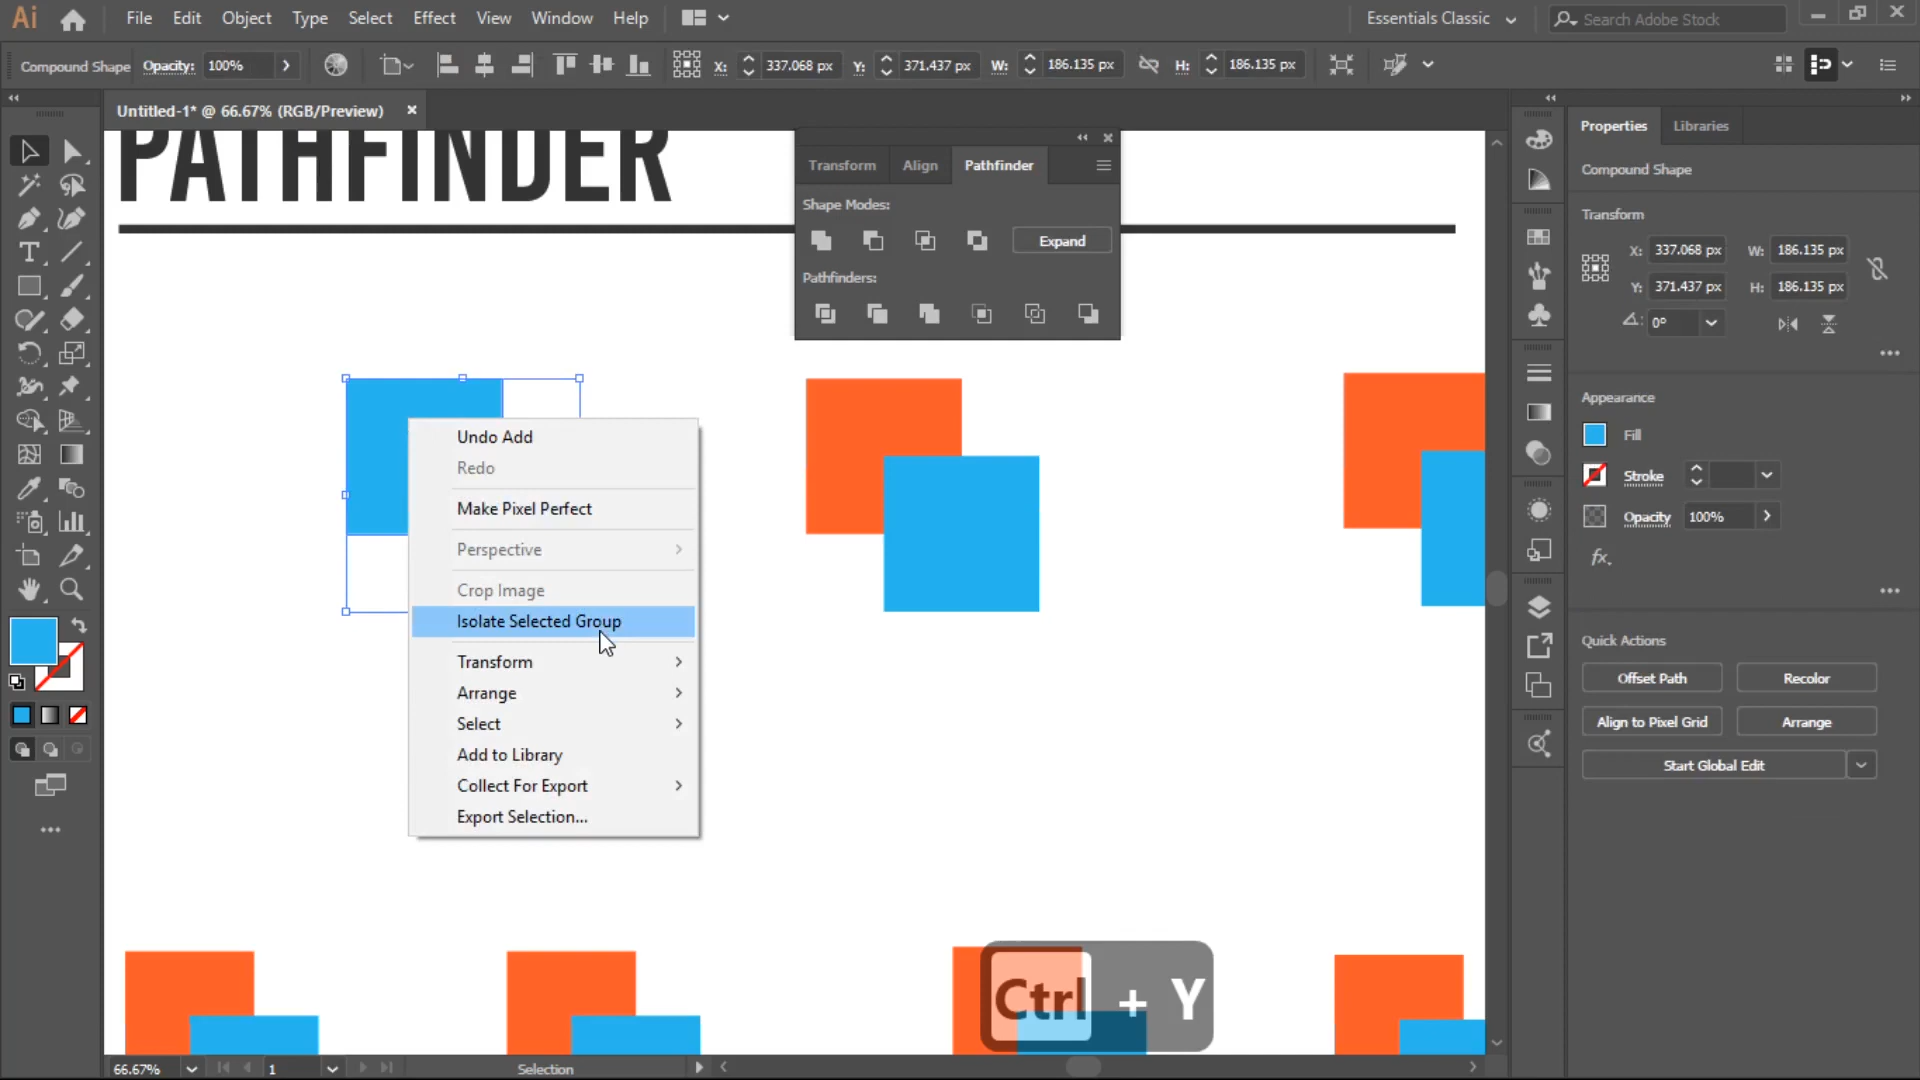 Ai File Edit Object Type Select Effect View Window Help Essentials Classic Search Adobe Stock
Compound Shape Opacity: 100% X: 337.068 px Y: 371.437 px W: 186.135 px H: 186.135 px
Untitled-1* @ 66.67% (RGB/Preview)
PATHFINDER
Transform Align Pathfinder
Shape Modes:
Expand
Pathfinders:
Undo Add
Redo
Make Pixel Perfect
Perspective
Crop Image
Isolate Selected Group
Transform
Arrange
Select
Add to Library
Collect For Export
Export Selection...
Ctrl + Y
Properties Libraries
Compound Shape
Transform
X: 337.068 px W: 186.135 px
Y: 371.437 px H: 186.135 px
0°
Appearance
Fill
Stroke
Opacity 100%
fx.
Quick Actions
Offset Path Recolor
Align to Pixel Grid Arrange
Start Global Edit
66.67% 1 Selection